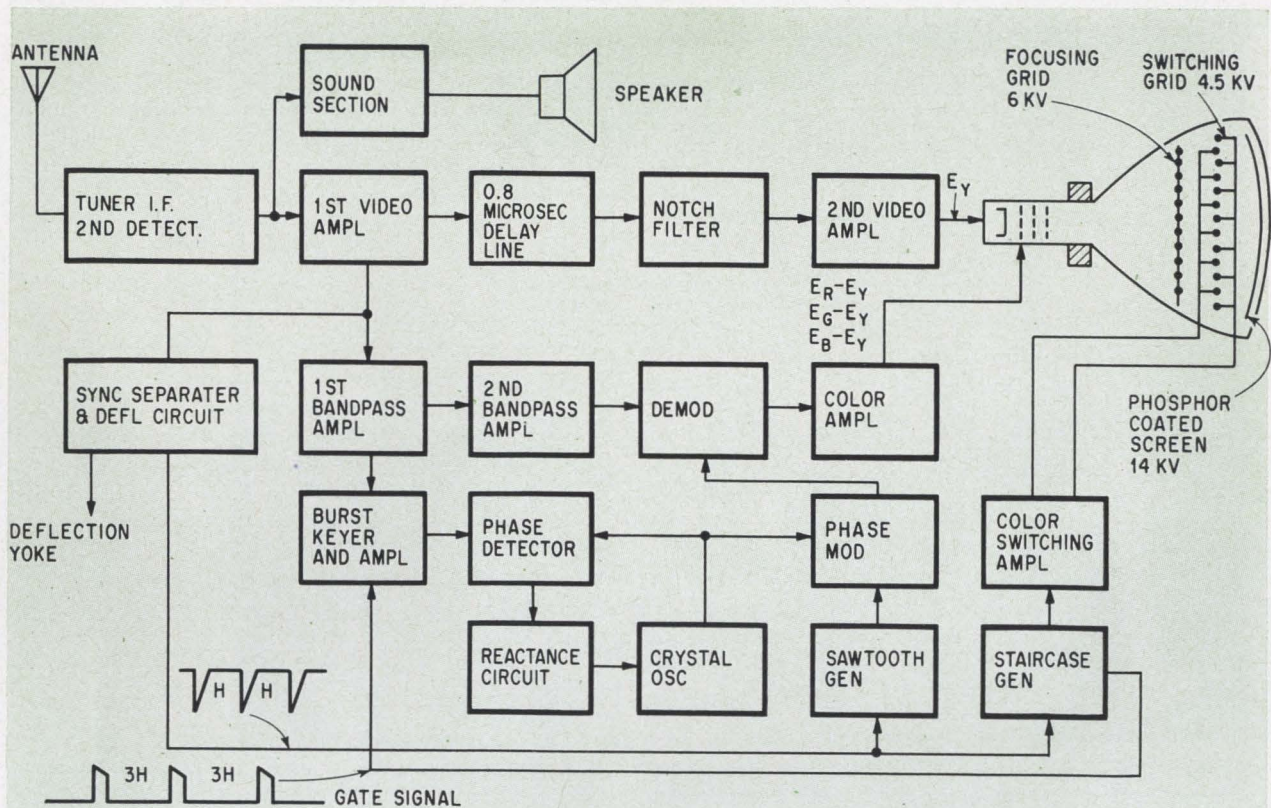 ANTENNA
SOUND
SECTION
SPEAKER
FOCUSING
GRID
6 KV
SWITCHING
GRID 4.5 KV
TUNER I.F.
2ND DETECT.
1ST VIDEO
AMPL
0.8
MICROSEC
DELAY
LINE
NOTCH
FILTER
2ND VIDEO
AMPL
E_Y
E_R-E_Y
E_G-E_Y
E_B-E_Y
SYNC SEPARATER
& DEFL CIRCUIT
1ST
BANDPASS
AMPL
2ND
BANDPASS
AMPL
DEMOD
COLOR
AMPL
PHOSPHOR
COATED
SCREEN
14 KV
DEFLECTION
YOKE
BURST
KEYER
AND AMPL
PHASE
DETECTOR
PHASE
MOD
COLOR
SWITCHING
AMPL
REACTANCE
CIRCUIT
CRYSTAL
OSC
SAWTOOTH
GEN
STAIRCASE
GEN
H H
3H 3H
GATE SIGNAL